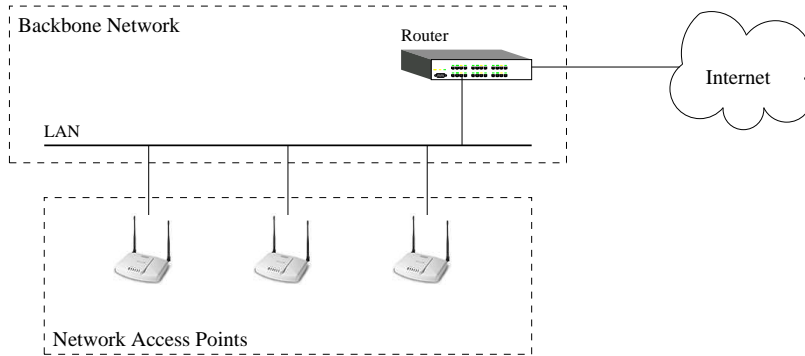 Backbone Network
Router
Internet
LAN
Network Access Points